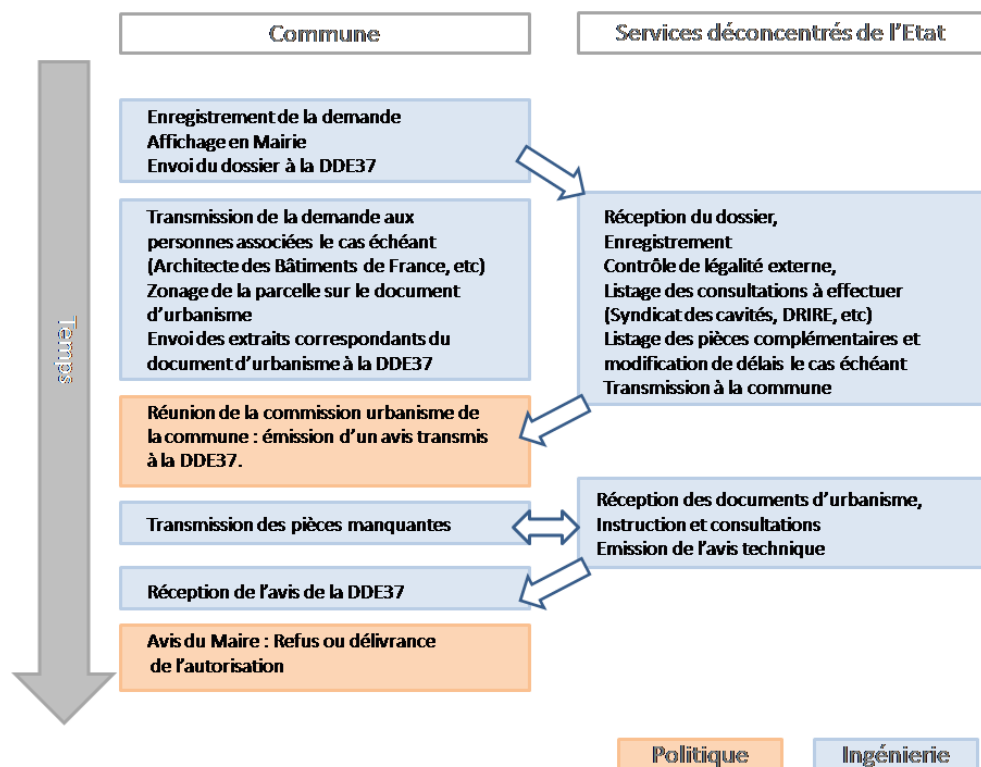 Commune
Services déconcentrés de l'Etat
Temps
Enregistrement de la demande
Affichage en Mairie
Envoi du dossier à la DDE37
Transmission de la demande aux
personnes associées le cas échéant
(Architecte des Bâtiments de France, etc)
Zonage de la parcelle sur le document
d'urbanisme
Envoi des extraits correspondants du
document d'urbanisme à la DDE37
Réception du dossier,
Enregistrement
Contrôle de légalité externe,
Listage des consultations à effectuer
(Syndicat des cavités, DRIRE, etc)
Listage des pièces complémentaires et
modification de délais le cas échéant
Transmission à la commune
Réunion de la commission urbanisme de
la commune : émission d'un avis transmis
à la DDE37.
Transmission des pièces manquantes
Réception des documents d'urbanisme,
Instruction et consultations
Emission de l'avis technique
Réception de l'avis de la DDE37
Avis du Maire : Refus ou délivrance
de l'autorisation
Politique
Ingénierie